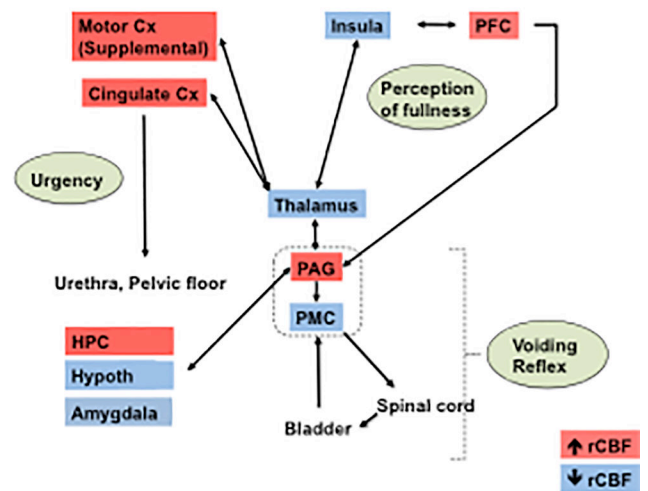 Motor Cx
(Supplemental)
Insula
PFC
Cingulate Cx
Perception
of fullness
Urgency
Thalamus
Urethra, Pelvic floor
PAG
PMC
HPC
Hypoth
Amygdala
Voiding
Reflex
Spinal cord
Bladder
↑ rCBF
↓ rCBF